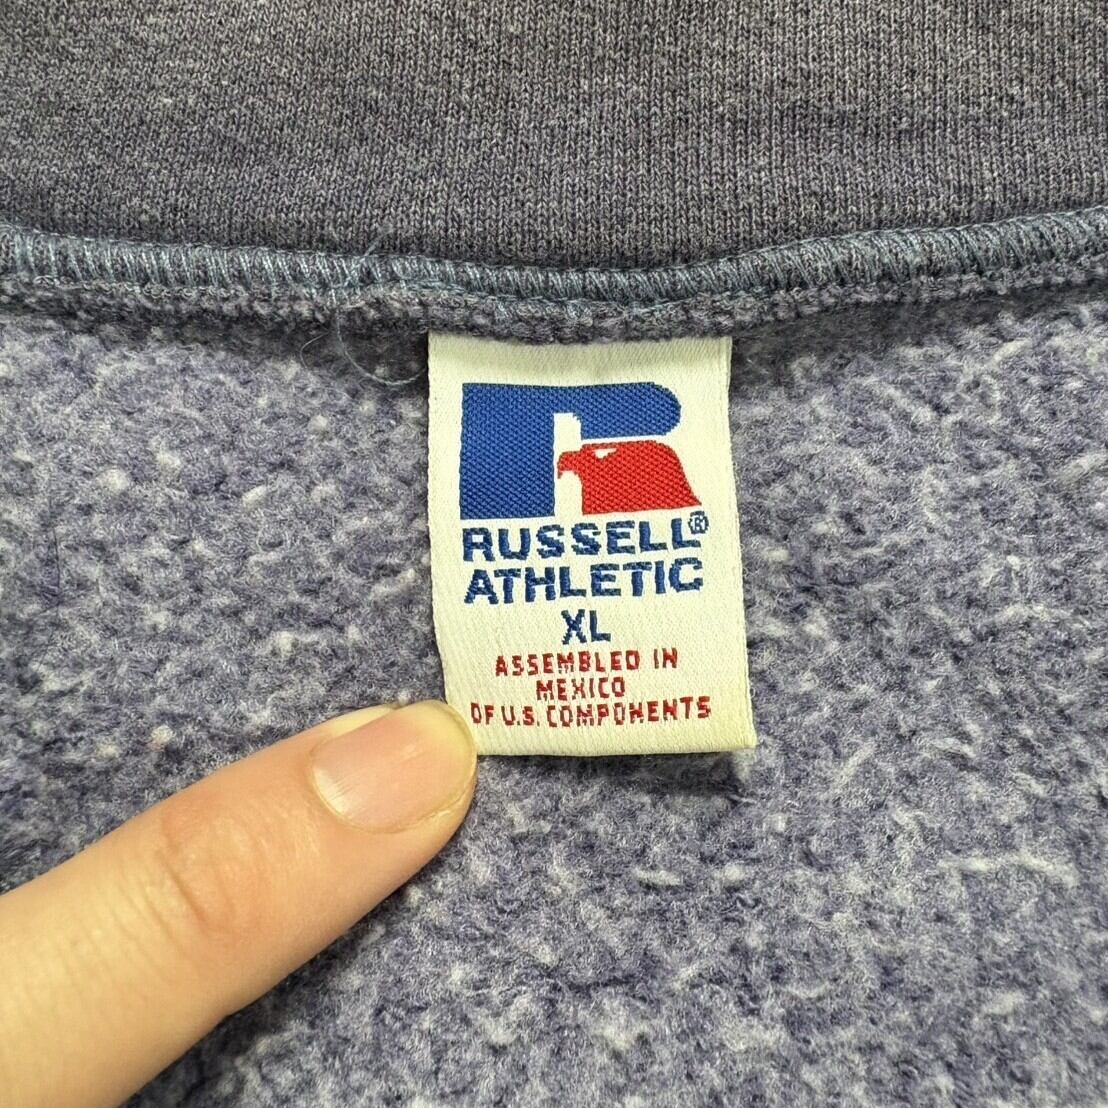 RUSSELL®
ATHLETIC
XL
ASSEMBLED IN
MEXICO
OF U.S. COMPONENTS